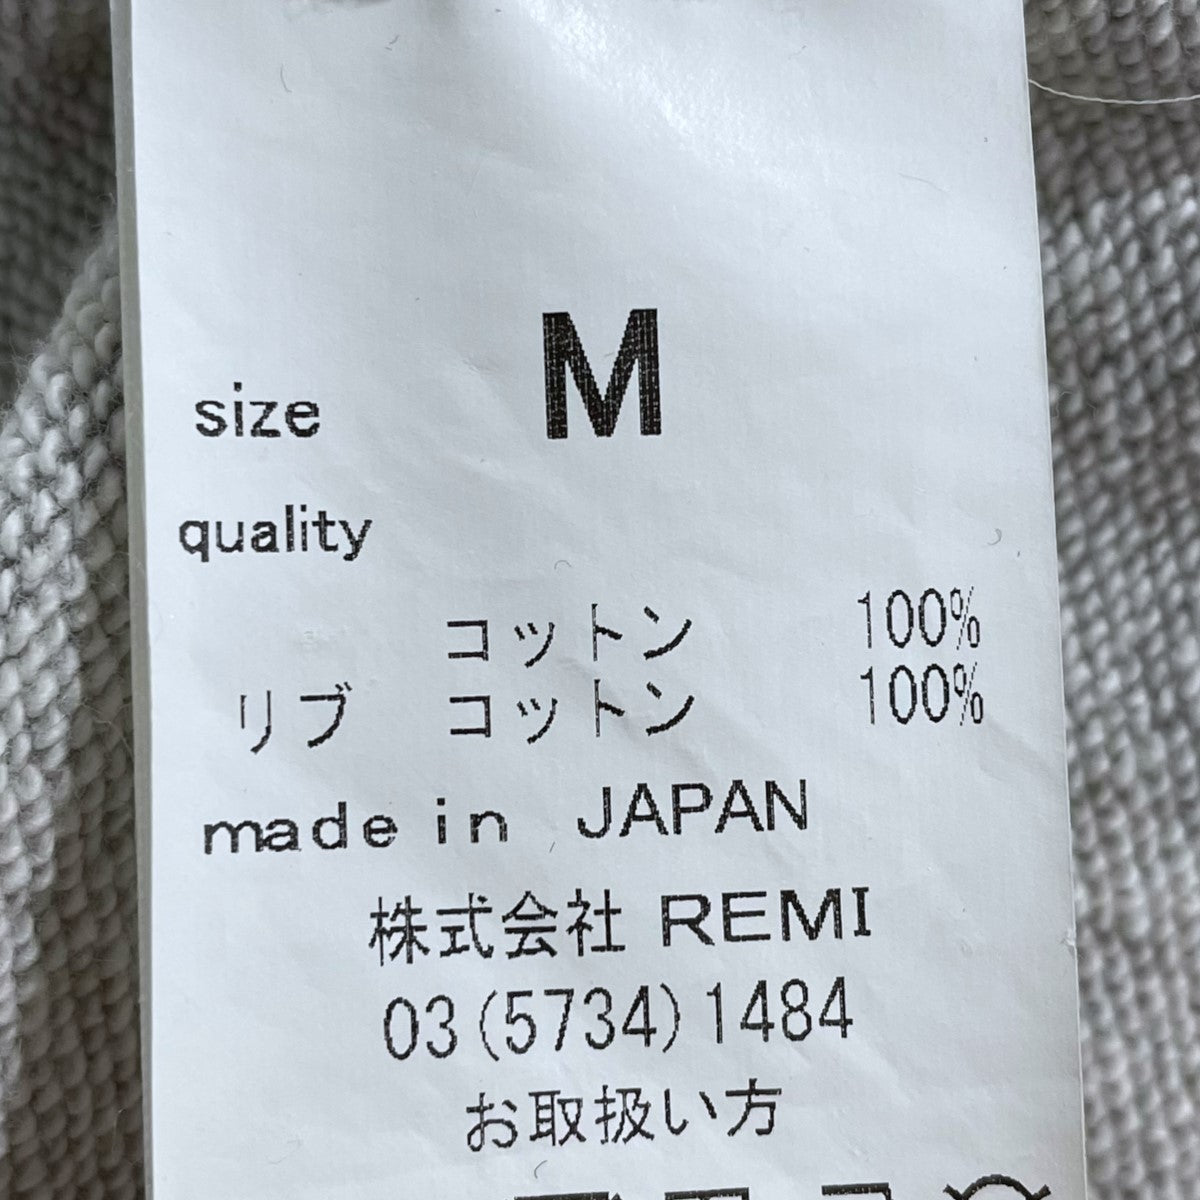 size M
quality
コットン 100%
リブ コットン 100%
made in JAPAN
株式会社 REMI
03(5734)1484
お取扱い方